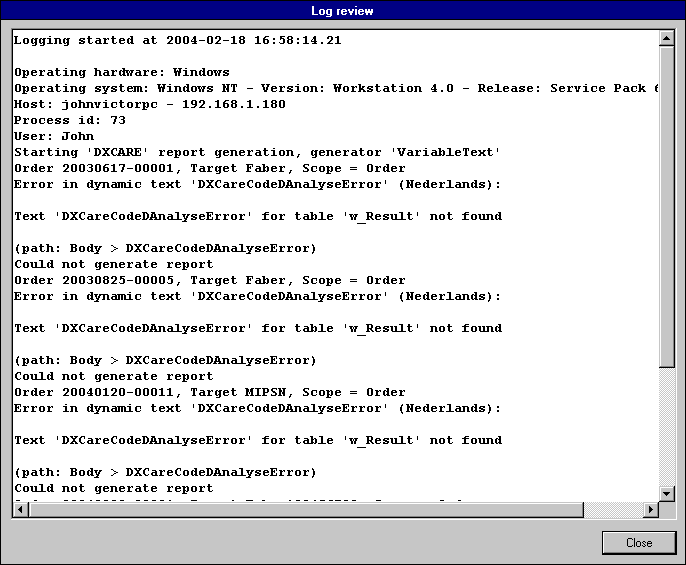 Log review
Logging started at 2004-02-18 16:58:14.21
Operating hardware: Windows
Operating system: Windows NT - Version: Workstation 4.0 - Release: Service Pack 6
Host: johnvictorpc - 192.168.1.180
Process id: 73
User: John
Starting 'DXCARE' report generation, generator 'VariableText'
Order 20030617-00001, Target Faber, Scope = Order
Error in dynamic text 'DXCareCodeDAnalyseError' (Nederlands):
Text 'DXCareCodeDAnalyseError' for table 'w_Result' not found
(path: Body > DXCareCodeDAnalyseError)
Could not generate report
Order 20030825-00005, Target Faber, Scope = Order
Error in dynamic text 'DXCareCodeDAnalyseError' (Nederlands):
Text 'DXCareCodeDAnalyseError' for table 'w_Result' not found
(path: Body > DXCareCodeDAnalyseError)
Could not generate report
Order 20040120-00011, Target MIPSN, Scope = Order
Error in dynamic text 'DXCareCodeDAnalyseError' (Nederlands):
Text 'DXCareCodeDAnalyseError' for table 'w_Result' not found
(path: Body > DXCareCodeDAnalyseError)
Could not generate report
Close